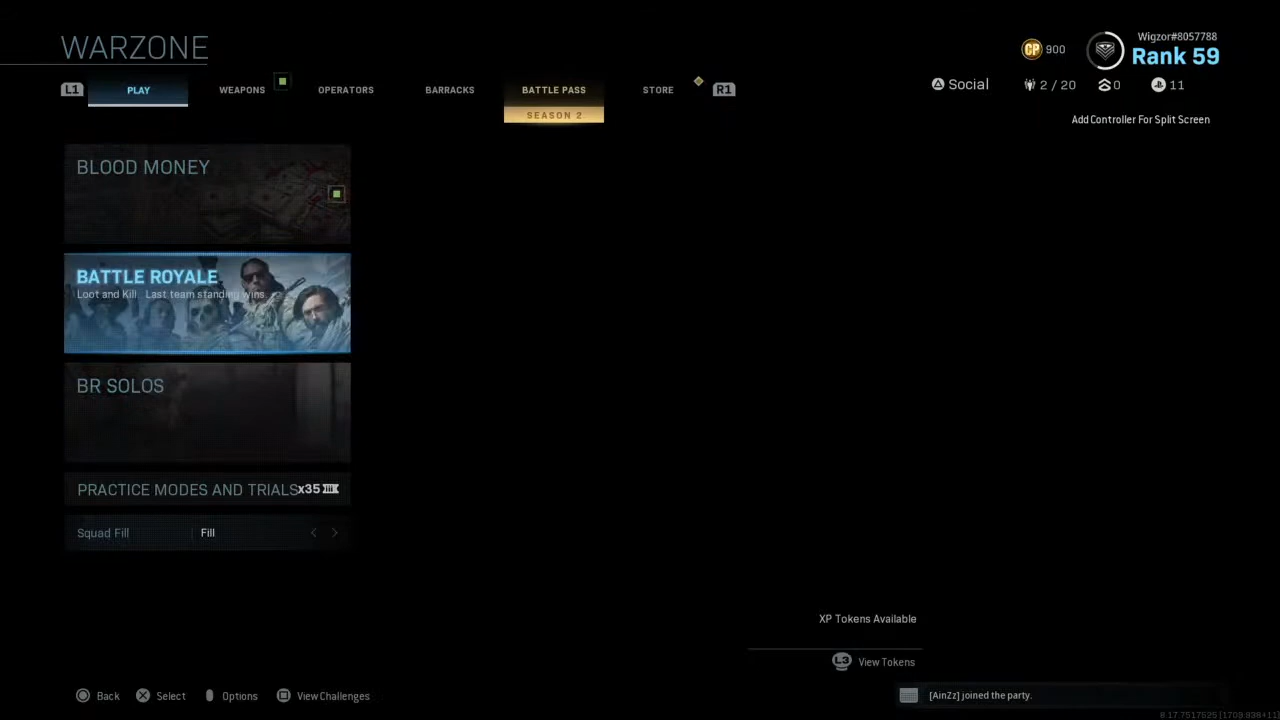 WARZONE
CP 900
Wigzor#8057788
Rank 59
L1 PLAY WEAPONS OPERATORS BARRACKS BATTLE PASS STORE R1
SEASON 2
Social 2 / 20 0 11
Add Controller For Split Screen
BLOOD MONEY
BATTLE ROYALE
Loot and Kill. Last team standing wins.
BR SOLOS
PRACTICE MODES AND TRIALS x35
Squad Fill Fill
XP Tokens Available
L3 View Tokens
Back Select Options View Challenges
[AinZz] joined the party.